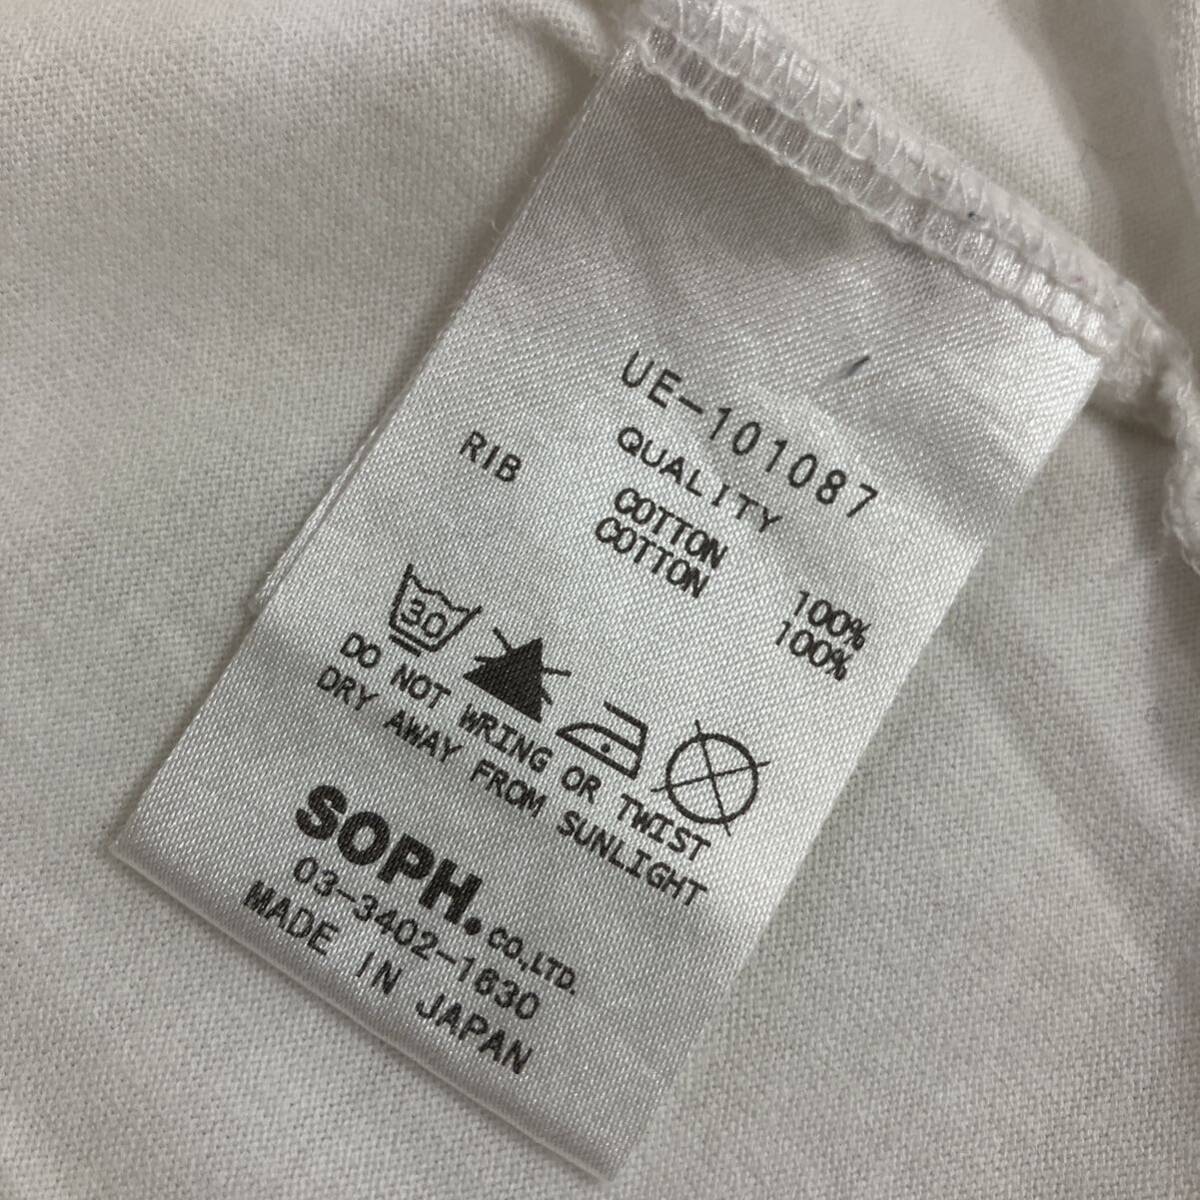 UE-101087
QUALITY
COTTON 100%
RIB COTTON 100%
30
DO NOT WRING OR TWIST
DRY AWAY FROM SUNLIGHT
SOPH.CO.,LTD.
03-3402-1630
MADE IN JAPAN